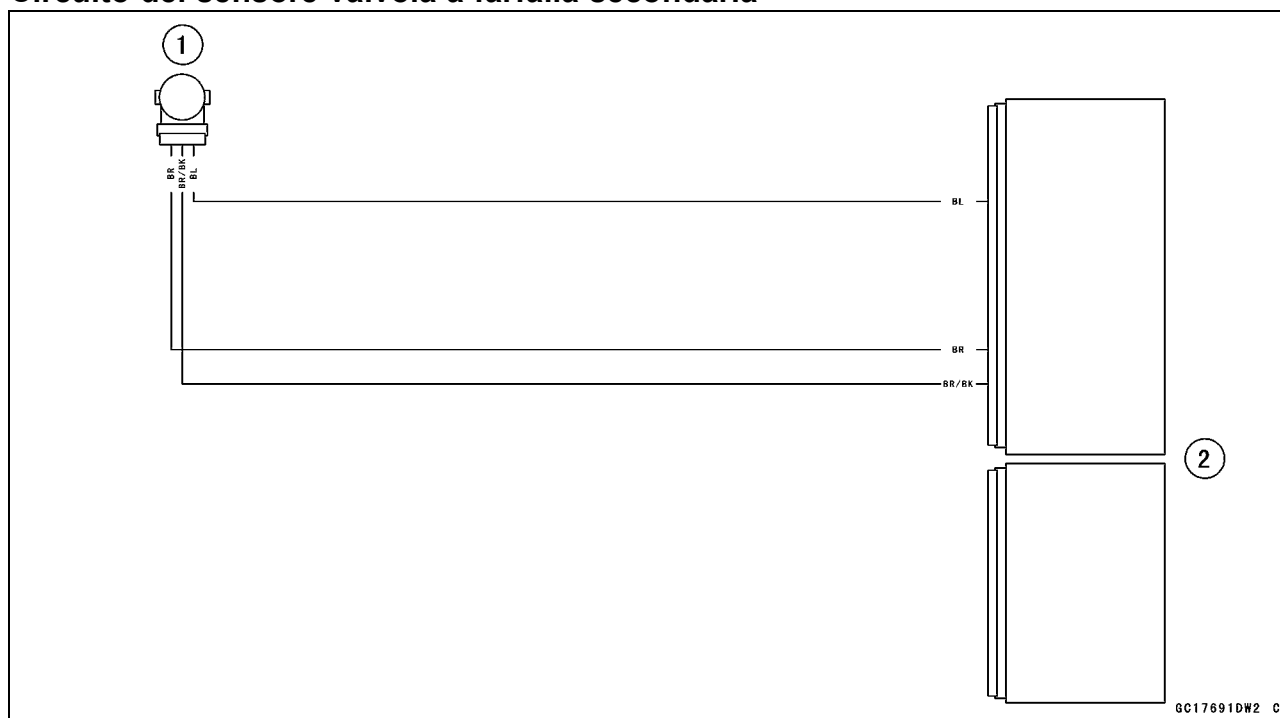 Circuito del sensore valvola a farfalla secondaria
1
BR
BR/BK
BL
BL
BR
BR/BK
2
GC17691DW2 C